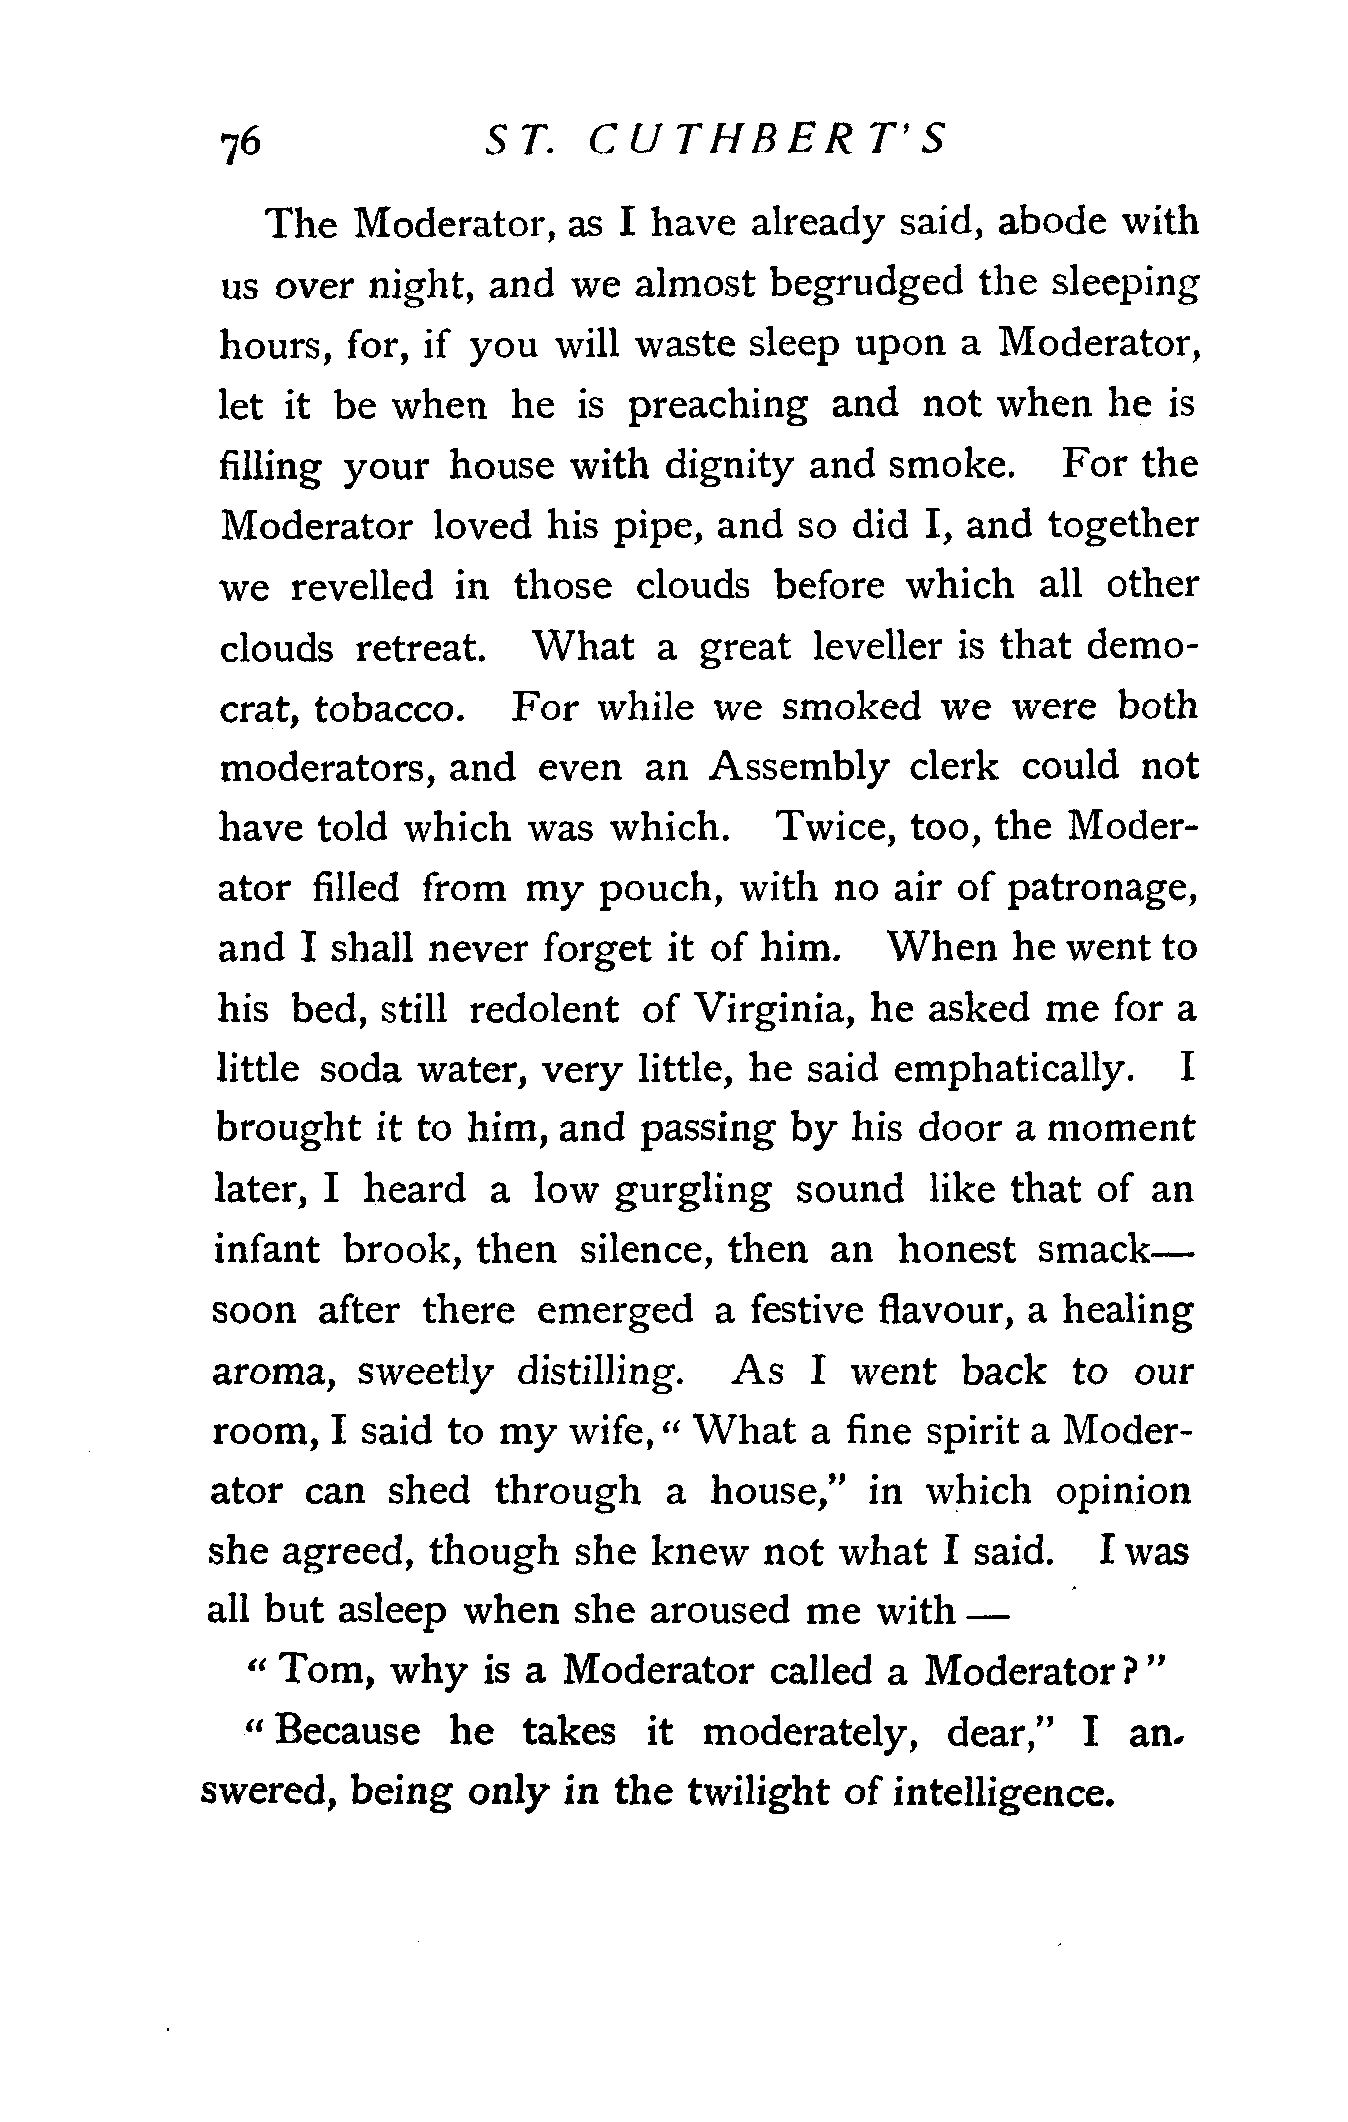 76 ST. CUTHBERT'S
The Moderator, as I have already said, abode with
us over night, and we almost begrudged the sleeping
hours, for, if you will waste sleep upon a Moderator,
let it be when he is preaching and not when he is
filling your house with dignity and smoke. For the
Moderator loved his pipe, and so did I, and together
we revelled in those clouds before which all other
clouds retreat. What a great leveller is that demo-
crat, tobacco. For while we smoked we were both
moderators, and even an Assembly clerk could not
have told which was which. Twice, too, the Moder-
ator filled from my pouch, with no air of patronage,
and I shall never forget it of him. When he went to
his bed, still redolent of Virginia, he asked me for a
little soda water, very little, he said emphatically. I
brought it to him, and passing by his door a moment
later, I heard a low gurgling sound like that of an
infant brook, then silence, then an honest smack—
soon after there emerged a festive flavour, a healing
aroma, sweetly distilling. As I went back to our
room, I said to my wife, “What a fine spirit a Moder-
ator can shed through a house,” in which opinion
she agreed, though she knew not what I said. I was
all but asleep when she aroused me with —
“Tom, why is a Moderator called a Moderator?”
“Because he takes it moderately, dear,” I an-
swered, being only in the twilight of intelligence.